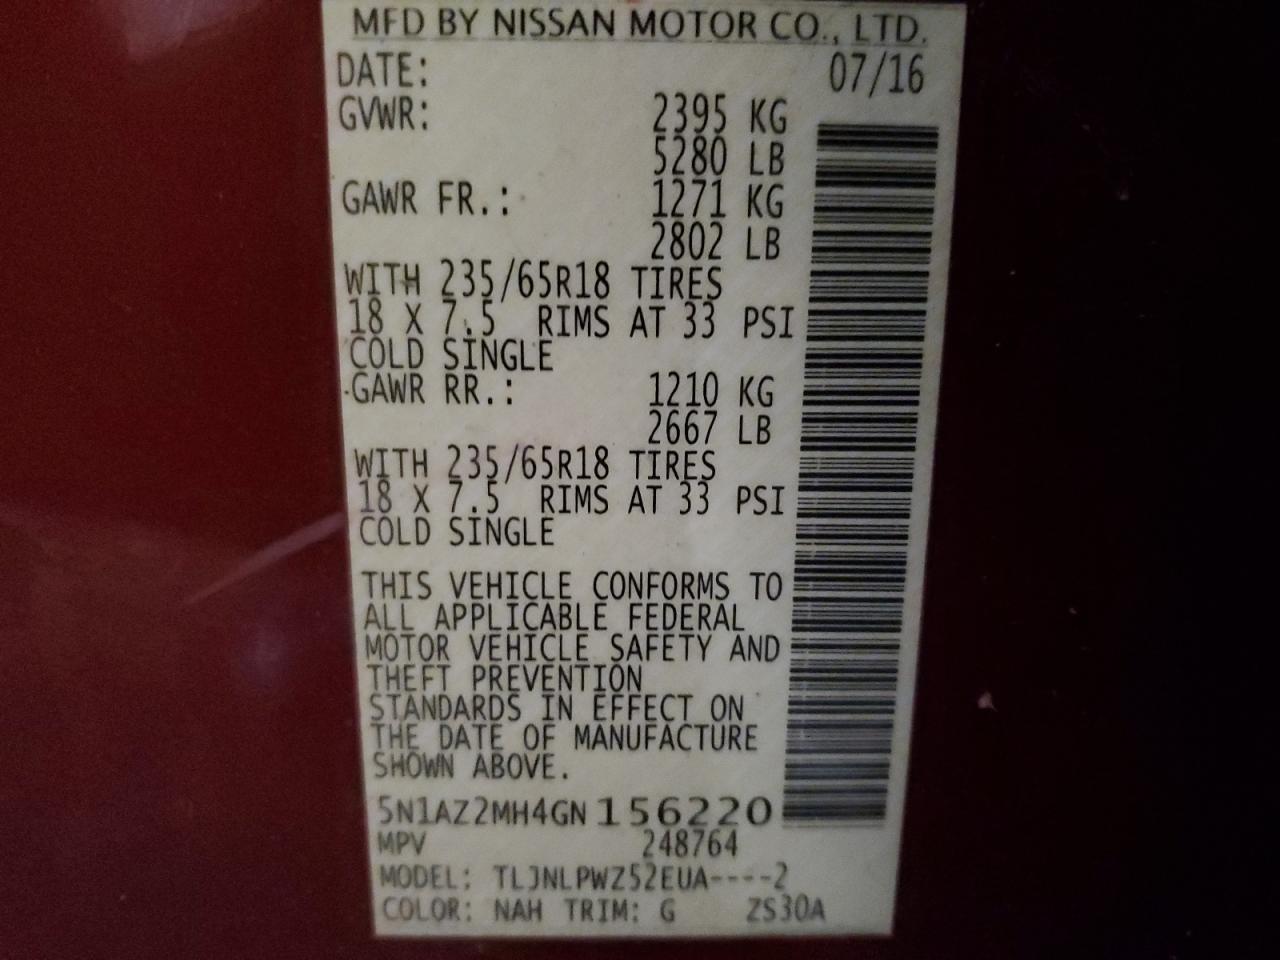 MFD BY NISSAN MOTOR CO., LTD.
DATE: 07/16
GVWR: 2395 KG
5280 LB
GAWR FR.: 1271 KG
2802 LB
WITH 235/65R18 TIRES
18 X 7.5 RIMS AT 33 PSI
COLD SINGLE
GAWR RR.: 1210 KG
2667 LB
WITH 235/65R18 TIRES
18 X 7.5 RIMS AT 33 PSI
COLD SINGLE
THIS VEHICLE CONFORMS TO
ALL APPLICABLE FEDERAL
MOTOR VEHICLE SAFETY AND
THEFT PREVENTION
STANDARDS IN EFFECT ON
THE DATE OF MANUFACTURE
SHOWN ABOVE.
5N1AZ2MH4GN156220
MPV 248764
MODEL: TLJNLPWZ52EUA----2
COLOR: NAH TRIM: G ZS30A